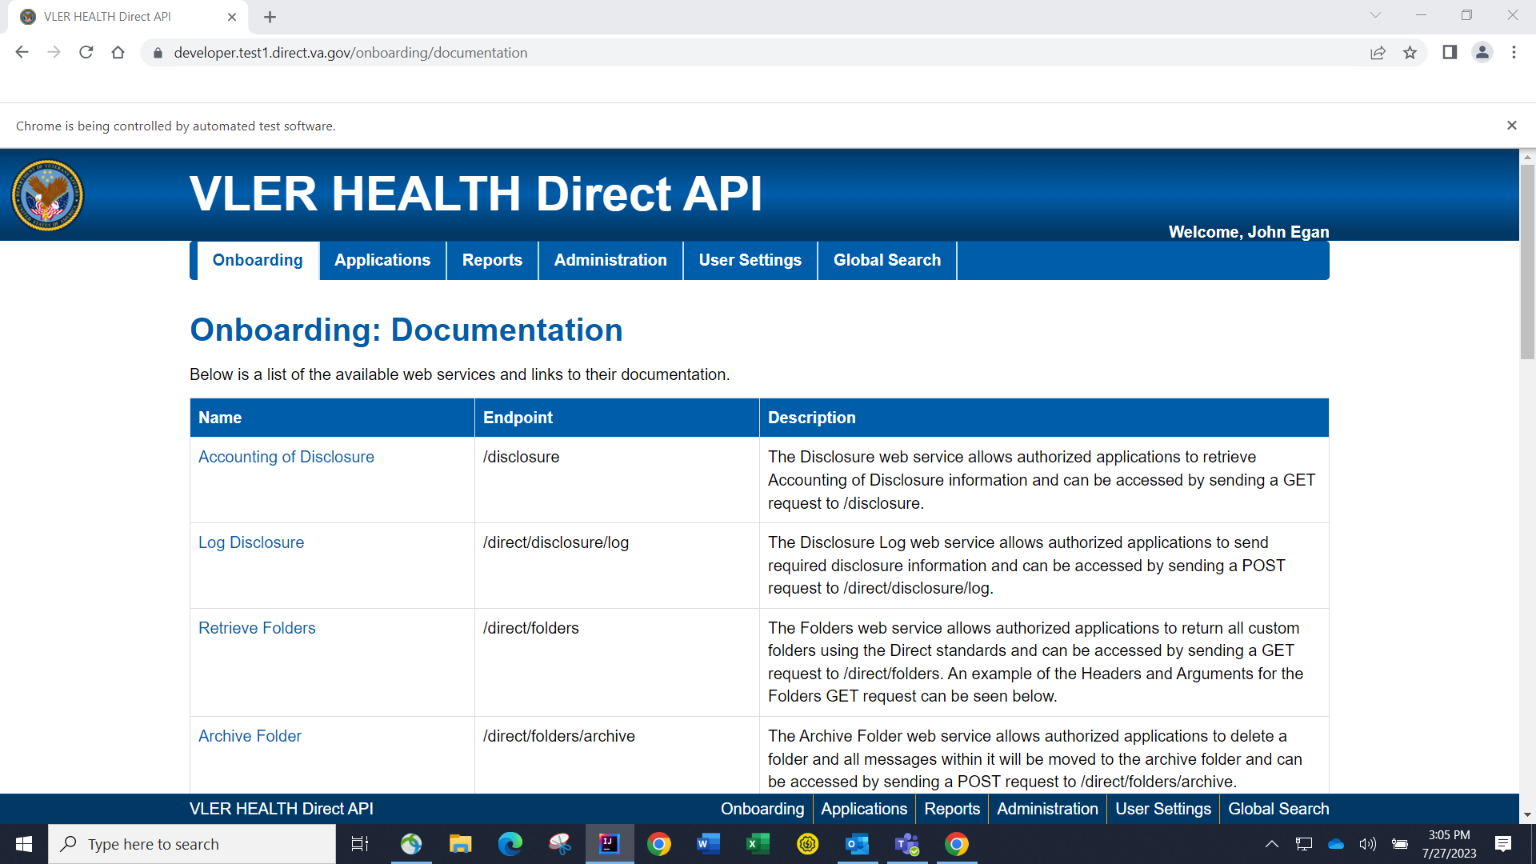 VLER HEALTH Direct API
developer.test1.direct.va.gov/onboarding/documentation
Chrome is being controlled by automated test software.
VLER HEALTH Direct API
Welcome, John Egan
Onboarding Applications Reports Administration User Settings Global Search
Onboarding: Documentation
Below is a list of the available web services and links to their documentation.
Name Endpoint Description
Accounting of Disclosure /disclosure The Disclosure web service allows authorized applications to retrieve
Accounting of Disclosure information and can be accessed by sending a GET
request to /disclosure.
Log Disclosure /direct/disclosure/log The Disclosure Log web service allows authorized applications to send
required disclosure information and can be accessed by sending a POST
request to /direct/disclosure/log.
Retrieve Folders /direct/folders The Folders web service allows authorized applications to return all custom
folders using the Direct standards and can be accessed by sending a GET
request to /direct/folders. An example of the Headers and Arguments for the
Folders GET request can be seen below.
Archive Folder /direct/folders/archive The Archive Folder web service allows authorized applications to delete a
folder and all messages within it will be moved to the archive folder and can
be accessed by sending a POST request to /direct/folders/archive.
VLER HEALTH Direct API Onboarding Applications Reports Administration User Settings Global Search
Type here to search
3:05 PM
7/27/2023